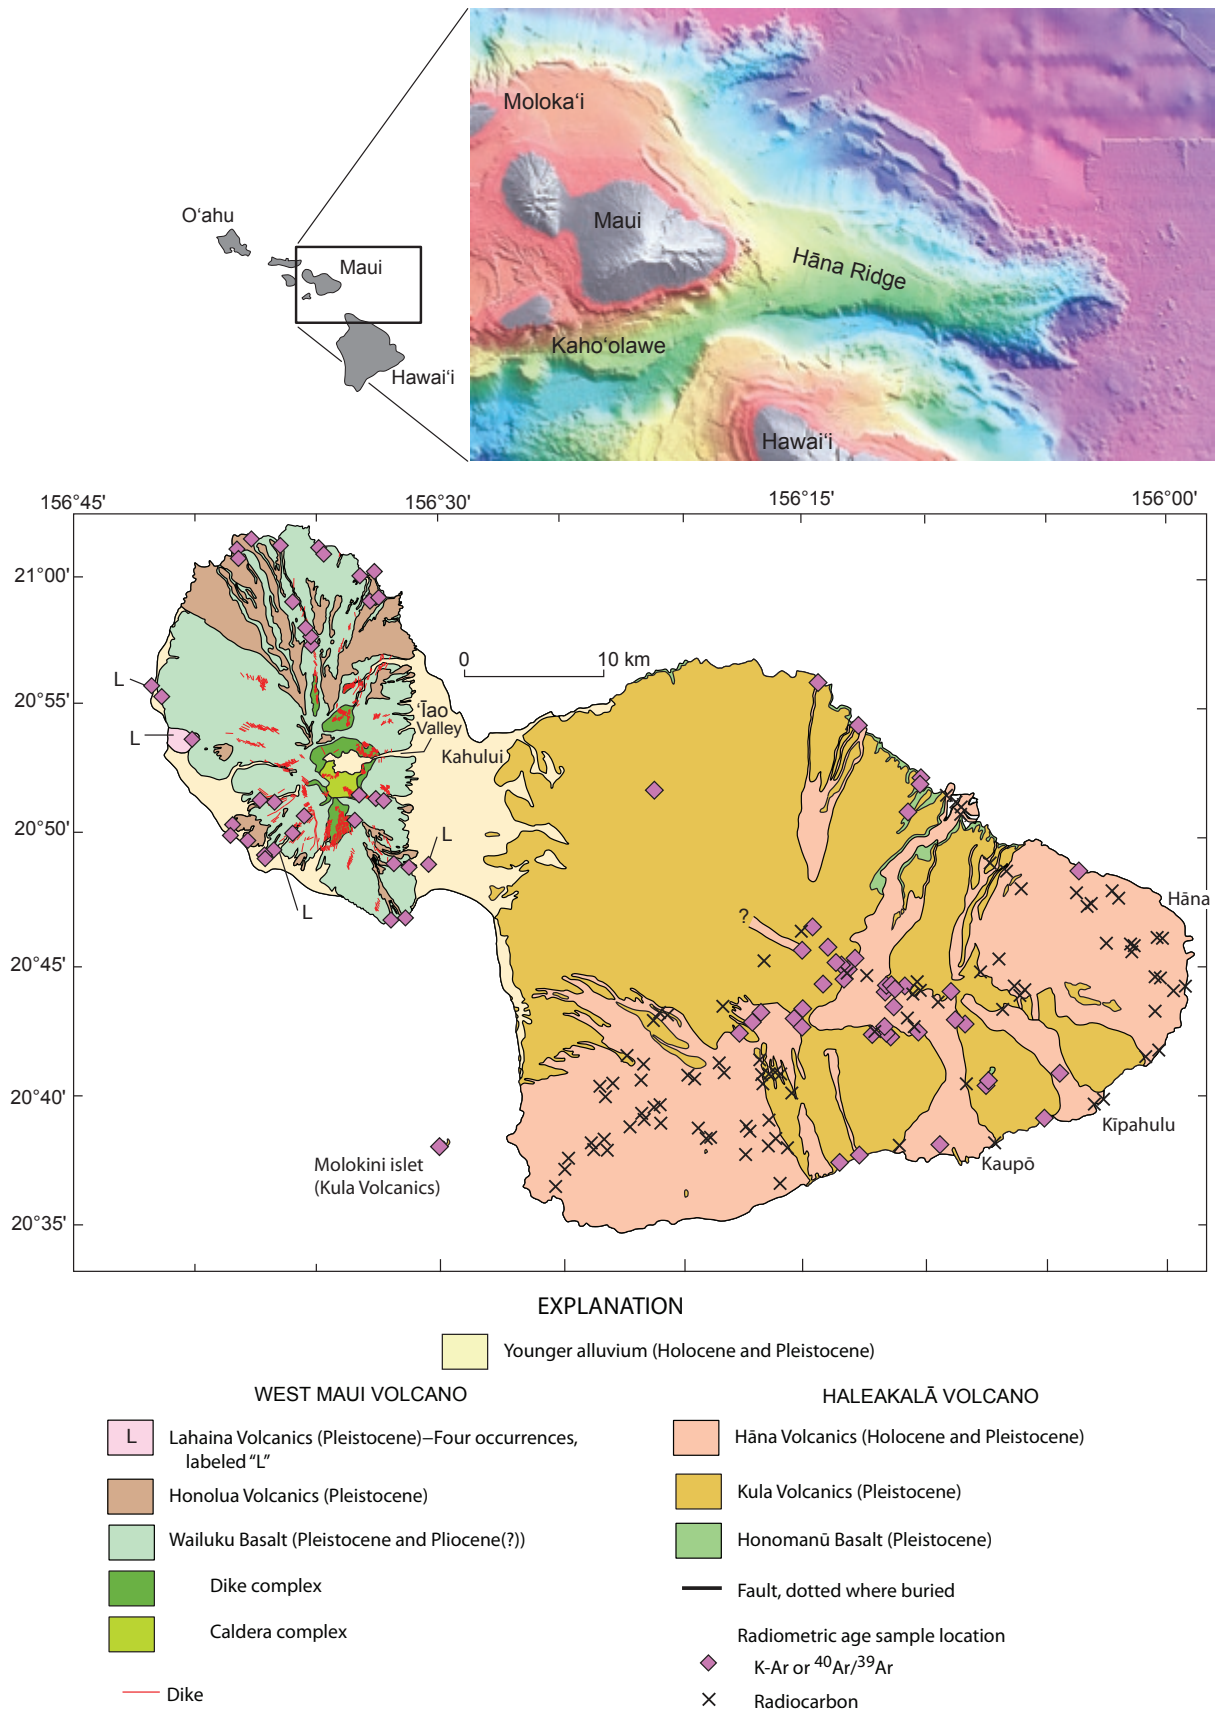 Molokaʻi
Oʻahu
Maui
Maui
Hāna Ridge
Kahoʻolawe
Hawaiʻi
Hawaiʻi
156°45'
156°30'
156°15'
156°00'
21°00'
0
10 km
L
20°55'
ʻĪao
Valley
L
Kahului
20°50'
L
Hāna
L
?
20°45'
20°40'
Kīpahulu
Molokini islet
(Kula Volcanics)
Kaupō
20°35'
EXPLANATION
Younger alluvium (Holocene and Pleistocene)
WEST MAUI VOLCANO
L
Lahaina Volcanics (Pleistocene)–Four occurrences,
labeled “L”
Honolua Volcanics (Pleistocene)
Wailuku Basalt (Pleistocene and Pliocene(?))
Dike complex
Caldera complex
Dike
HALEAKALĀ VOLCANO
Hāna Volcanics (Holocene and Pleistocene)
Kula Volcanics (Pleistocene)
Honomanū Basalt (Pleistocene)
Fault, dotted where buried
Radiometric age sample location
K-Ar or ⁴⁰Ar/³⁹Ar
Radiocarbon